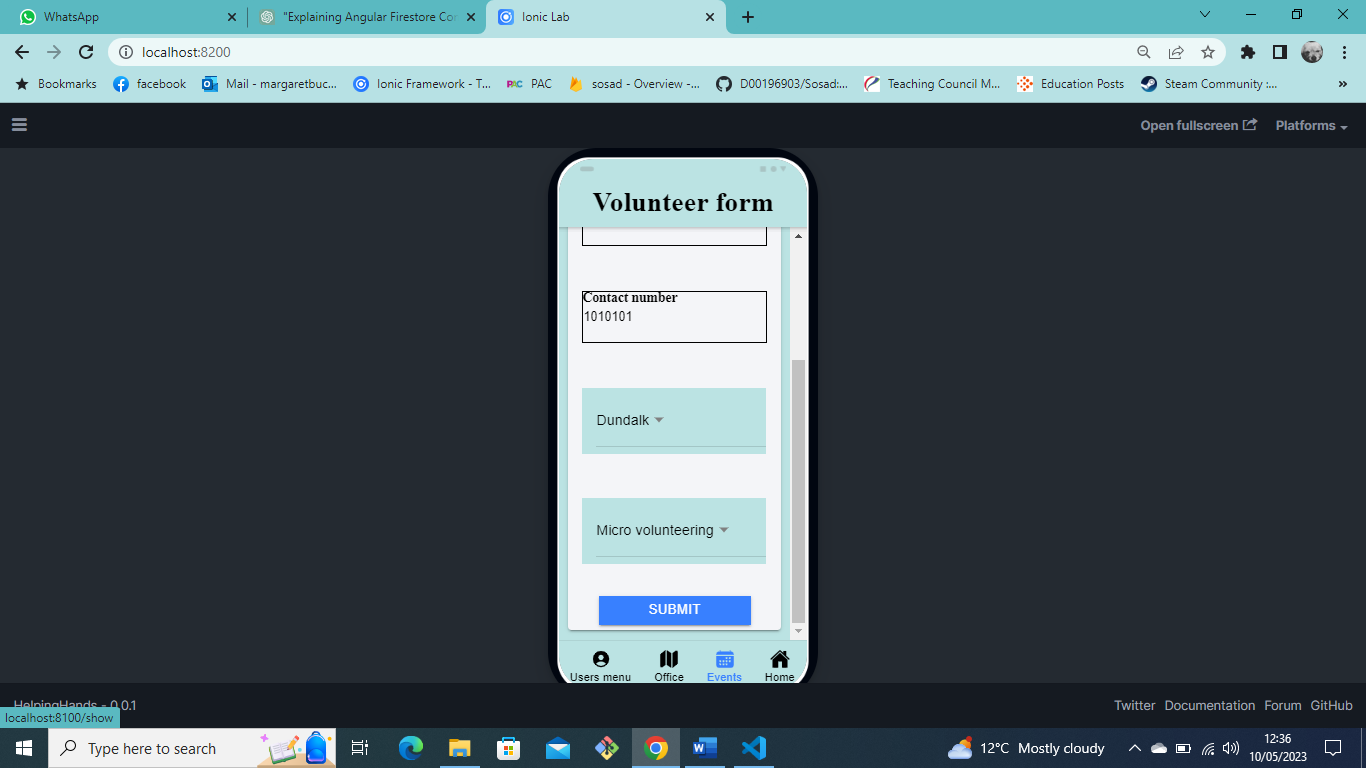 WhatsApp
"Explaining Angular Firestore Cor
Ionic Lab
localhost:8200
Bookmarks
facebook
Mail - margaretbuc...
Ionic Framework - T...
PAC PAC
sosad - Overview -...
D00196903/Sosad:...
Teaching Council M...
Education Posts
Steam Community :...
»
Open fullscreen
Platforms
Volunteer form
Contact number
1010101
Dundalk
Micro volunteering
SUBMIT
Users menu
Office
Events
Home
HelpingHands - 0.0.1
localhost:8100/show
Twitter
Documentation
Forum
GitHub
Type here to search
12°C Mostly cloudy
12:36
10/05/2023